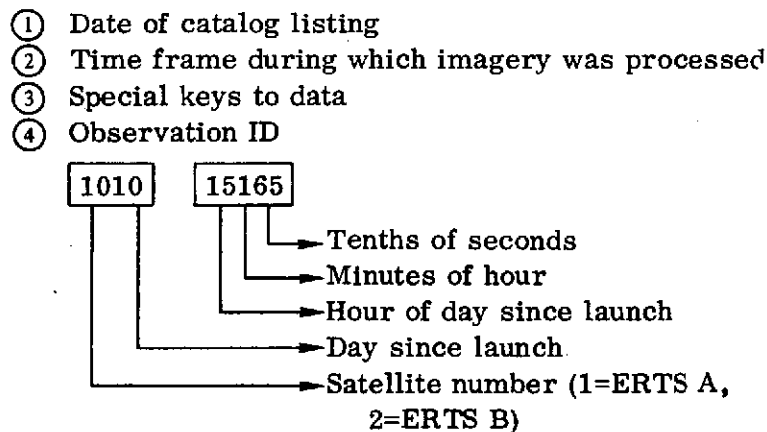 ① Date of catalog listing
② Time frame during which imagery was processed
③ Special keys to data
④ Observation ID
1010 15165
Tenths of seconds
Minutes of hour
Hour of day since launch
Day since launch
Satellite number (1=ERTS A,
2=ERTS B)